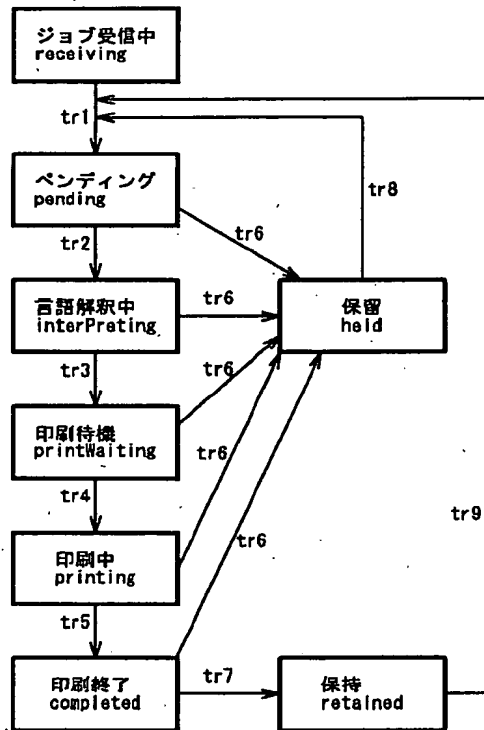 ジョブ受信中
receiving
tr1
ペンディング
pending
tr8
tr2
tr6
言語解釈中
interPreting
tr6
保留
held
tr3
tr6
印刷待機
printWaiting
tr6
tr4
tr9
tr6
印刷中
printing
tr5
印刷終了
completed
tr7
保持
retained